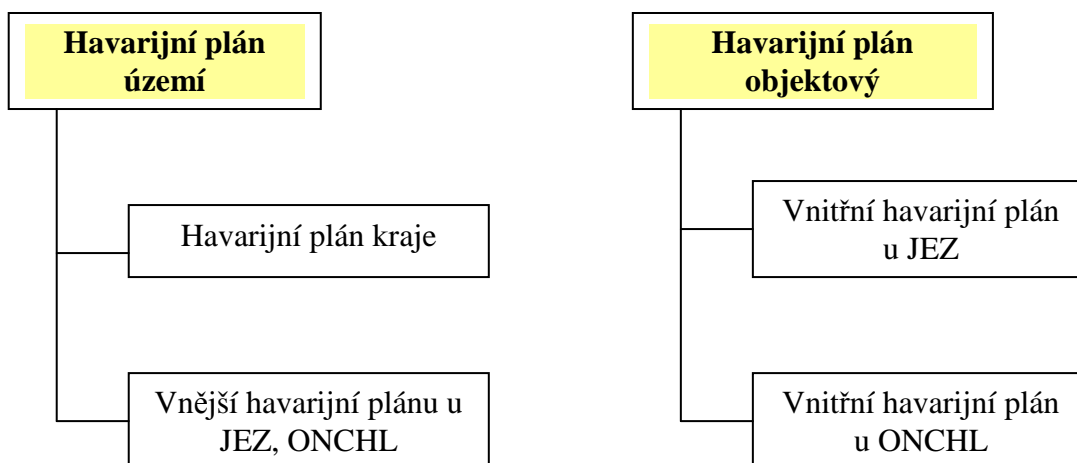 Havarijní plán
území
Havarijní plán kraje
Vnější havarijní plánu u
JEZ, ONCHL
Havarijní plán
objektový
Vnitřní havarijní plán
u JEZ
Vnitřní havarijní plán
u ONCHL